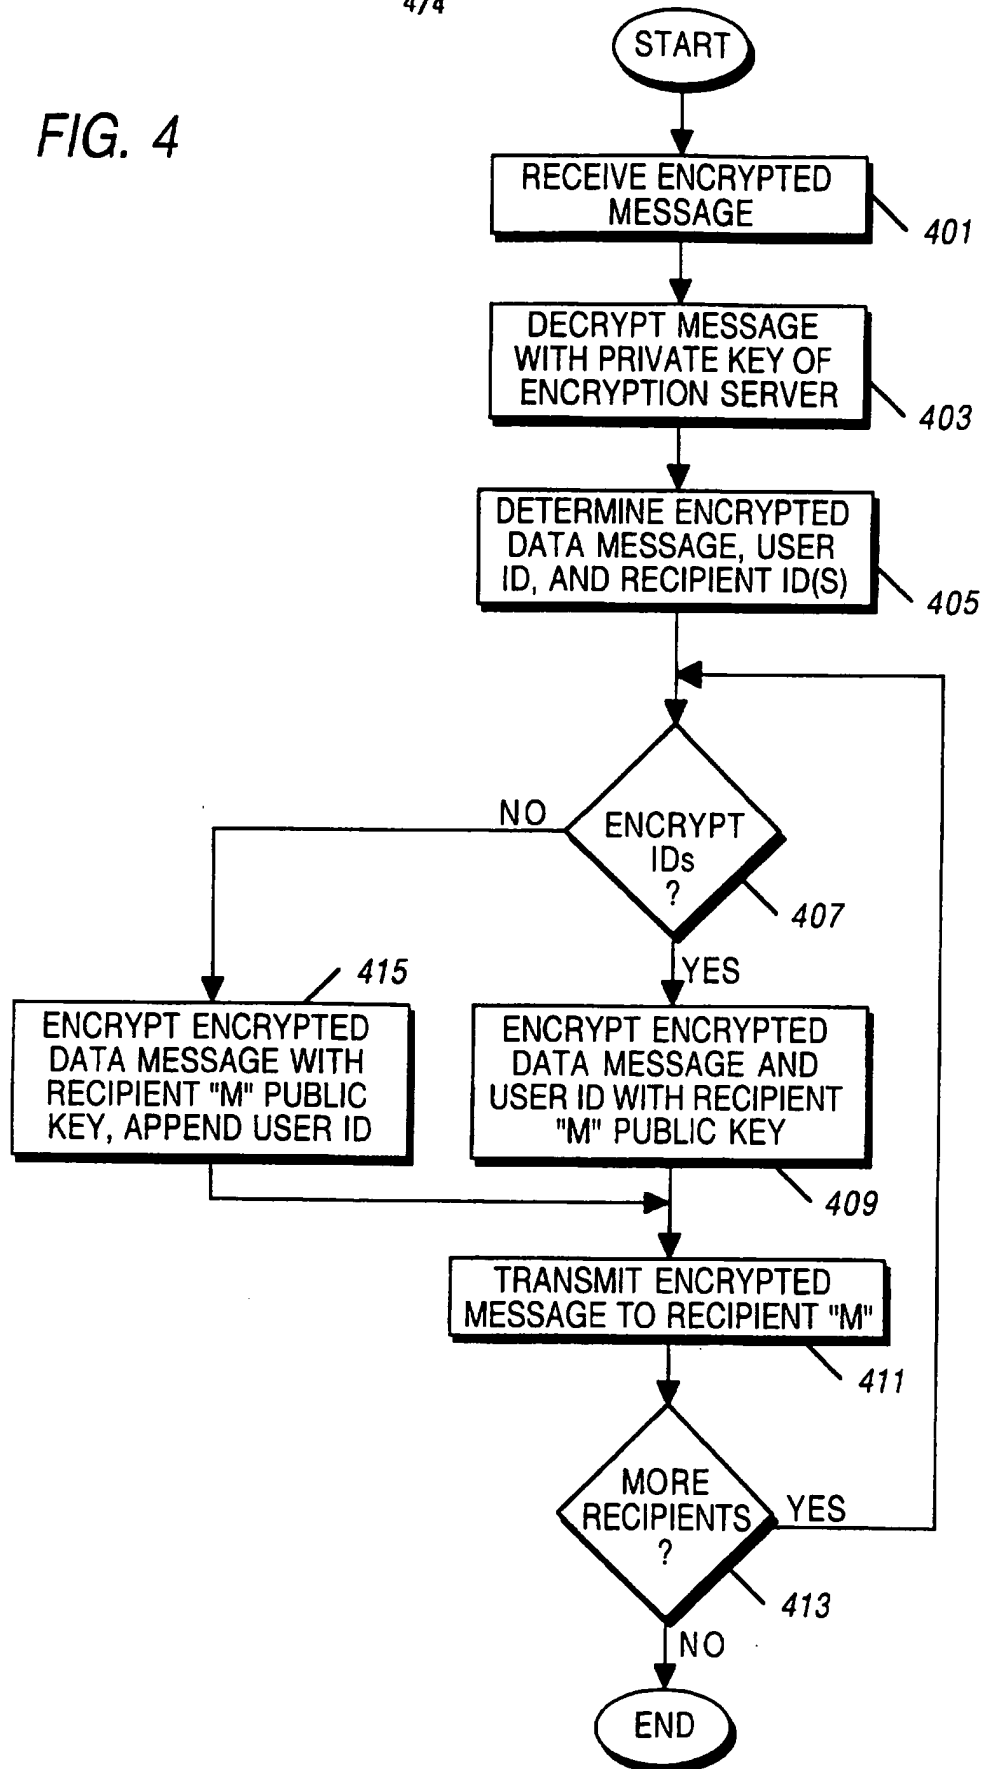 4/4
START
FIG. 4
RECEIVE ENCRYPTED
MESSAGE
401
DECRYPT MESSAGE
WITH PRIVATE KEY OF
ENCRYPTION SERVER
403
DETERMINE ENCRYPTED
DATA MESSAGE, USER
ID, AND RECIPIENT ID(S)
405
NO
ENCRYPT
IDs
?
407
YES
415
ENCRYPT ENCRYPTED
DATA MESSAGE WITH
RECIPIENT "M" PUBLIC
KEY, APPEND USER ID
ENCRYPT ENCRYPTED
DATA MESSAGE AND
USER ID WITH RECIPIENT
"M" PUBLIC KEY
409
TRANSMIT ENCRYPTED
MESSAGE TO RECIPIENT "M"
411
MORE
RECIPIENTS
?
YES
413
NO
END